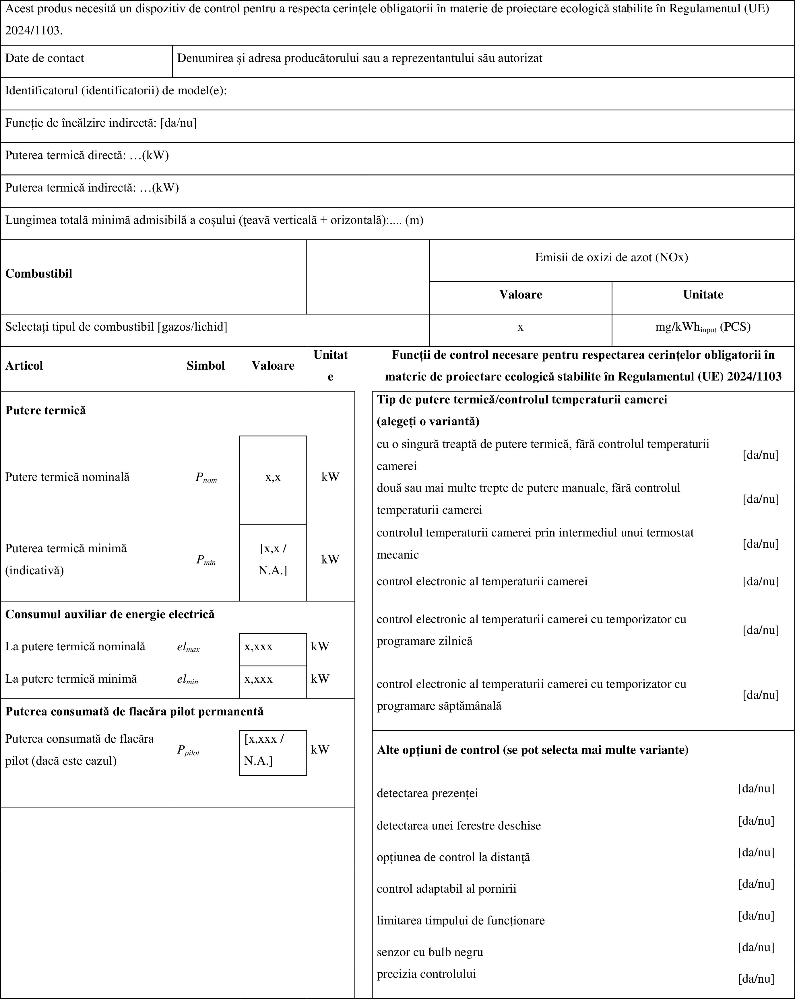 Acest produs necesită un dispozitiv de control pentru a respecta cerințele obligatorii în materie de proiectare ecologică stabilite în Regulamentul (UE)
2024/1103.
Date de contact
Denumirea și adresa producătorului sau a reprezentantului său autorizat
Identificatorul (identificatorii) de model(e):
Funcție de încălzire indirectă: [da/nu]
Puterea termică directă: …(kW)
Puterea termică indirectă: …(kW)
Lungimea totală minimă admisibilă a coșului (țeavă verticală + orizontală):.... (m)
Combustibil
Emisii de oxizi de azot (NOx)
Valoare
Unitate
Selectați tipul de combustibil [gazos/lichid]
x
mg/kWhinput (PCS)
Articol
Simbol
Valoare
Unitat
e
Funcții de control necesare pentru respectarea cerințelor obligatorii în
materie de proiectare ecologică stabilite în Regulamentul (UE) 2024/1103
Putere termică
Putere termică nominală
Pnom
x,x
kW
Puterea termică minimă
(indicativă)
Pmin
[x,x /
N.A.]
kW
Consumul auxiliar de energie electrică
La putere termică nominală
elmax
x,xxx
kW
La putere termică minimă
elmin
x,xxx
kW
Puterea consumată de flacăra pilot permanentă
Puterea consumată de flacăra
pilot (dacă este cazul)
Ppilot
[x,xxx /
N.A.]
kW
Tip de putere termică/controlul temperaturii camerei
(alegeți o variantă)
cu o singură treaptă de putere termică, fără controlul temperaturii
camerei
[da/nu]
două sau mai multe trepte de putere manuale, fără controlul
temperaturii camerei
[da/nu]
controlul temperaturii camerei prin intermediul unui termostat
mecanic
[da/nu]
control electronic al temperaturii camerei
[da/nu]
control electronic al temperaturii camerei cu temporizator cu
programare zilnică
[da/nu]
control electronic al temperaturii camerei cu temporizator cu
programare săptămânală
[da/nu]
Alte opțiuni de control (se pot selecta mai multe variante)
detectarea prezenței
[da/nu]
detectarea unei ferestre deschise
[da/nu]
opțiunea de control la distanță
[da/nu]
control adaptabil al pornirii
[da/nu]
limitarea timpului de funcționare
[da/nu]
senzor cu bulb negru
[da/nu]
precizia controlului
[da/nu]